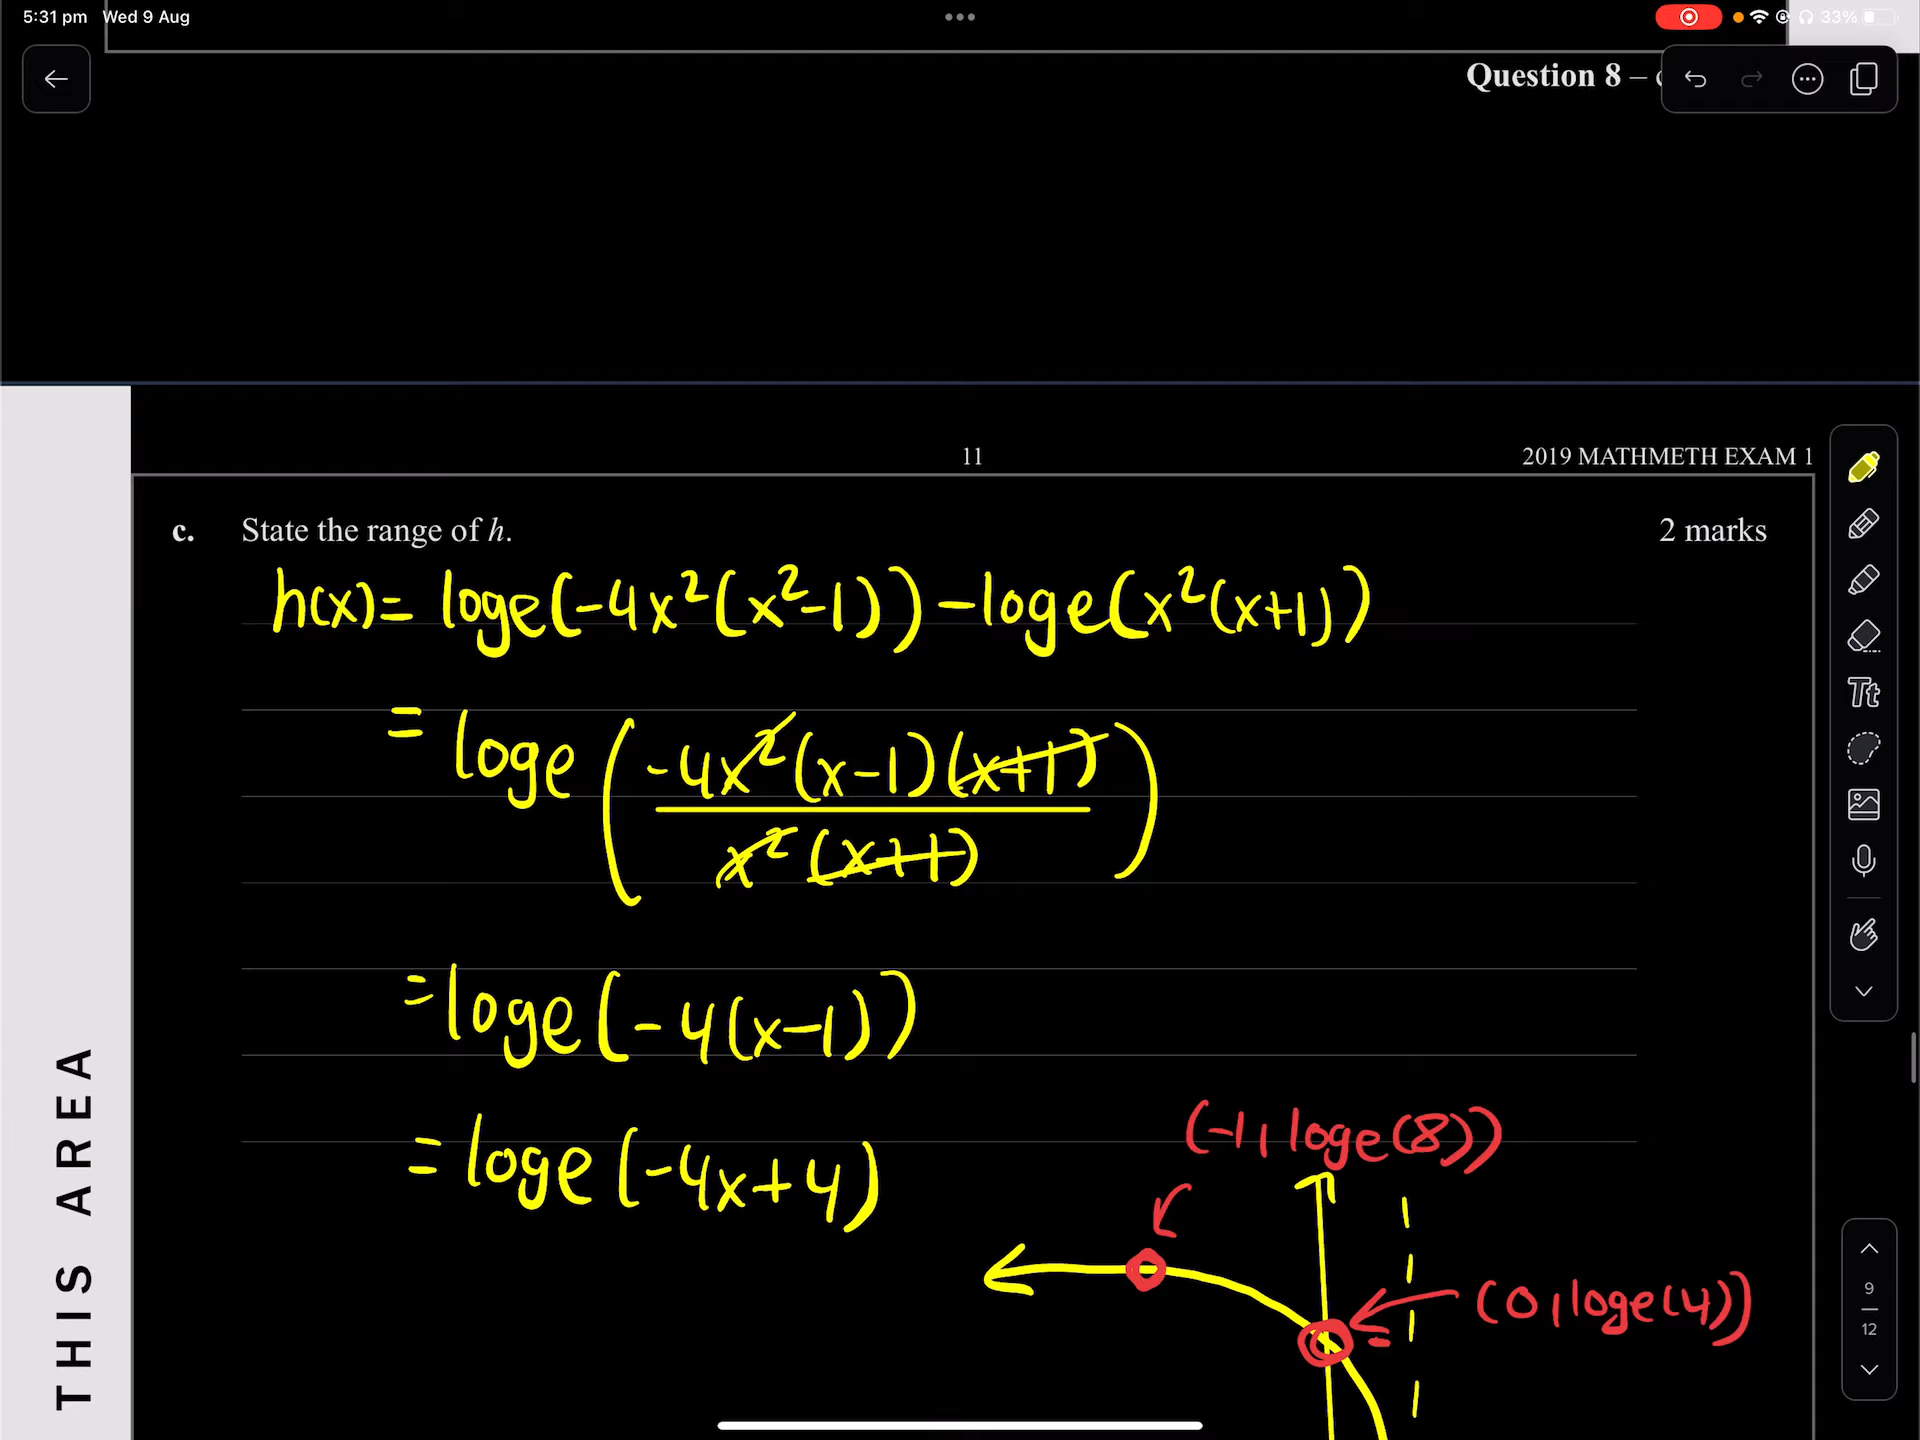 5:31 pm Wed 9 Aug
33%
Question 8 –
11
2019 MATHMETH EXAM 1
c. State the range of h. 2 marks
h(x)= loge(-4x²(x²-1)) -loge(x²(x+1))
= loge (-4x²(x-1)(x+1)
x²(x+1))
=loge(-4(x-1))
= loge(-4x+4)
(-1, loge(8))
(0, loge(4))
THIS AREA
Tt
9
12